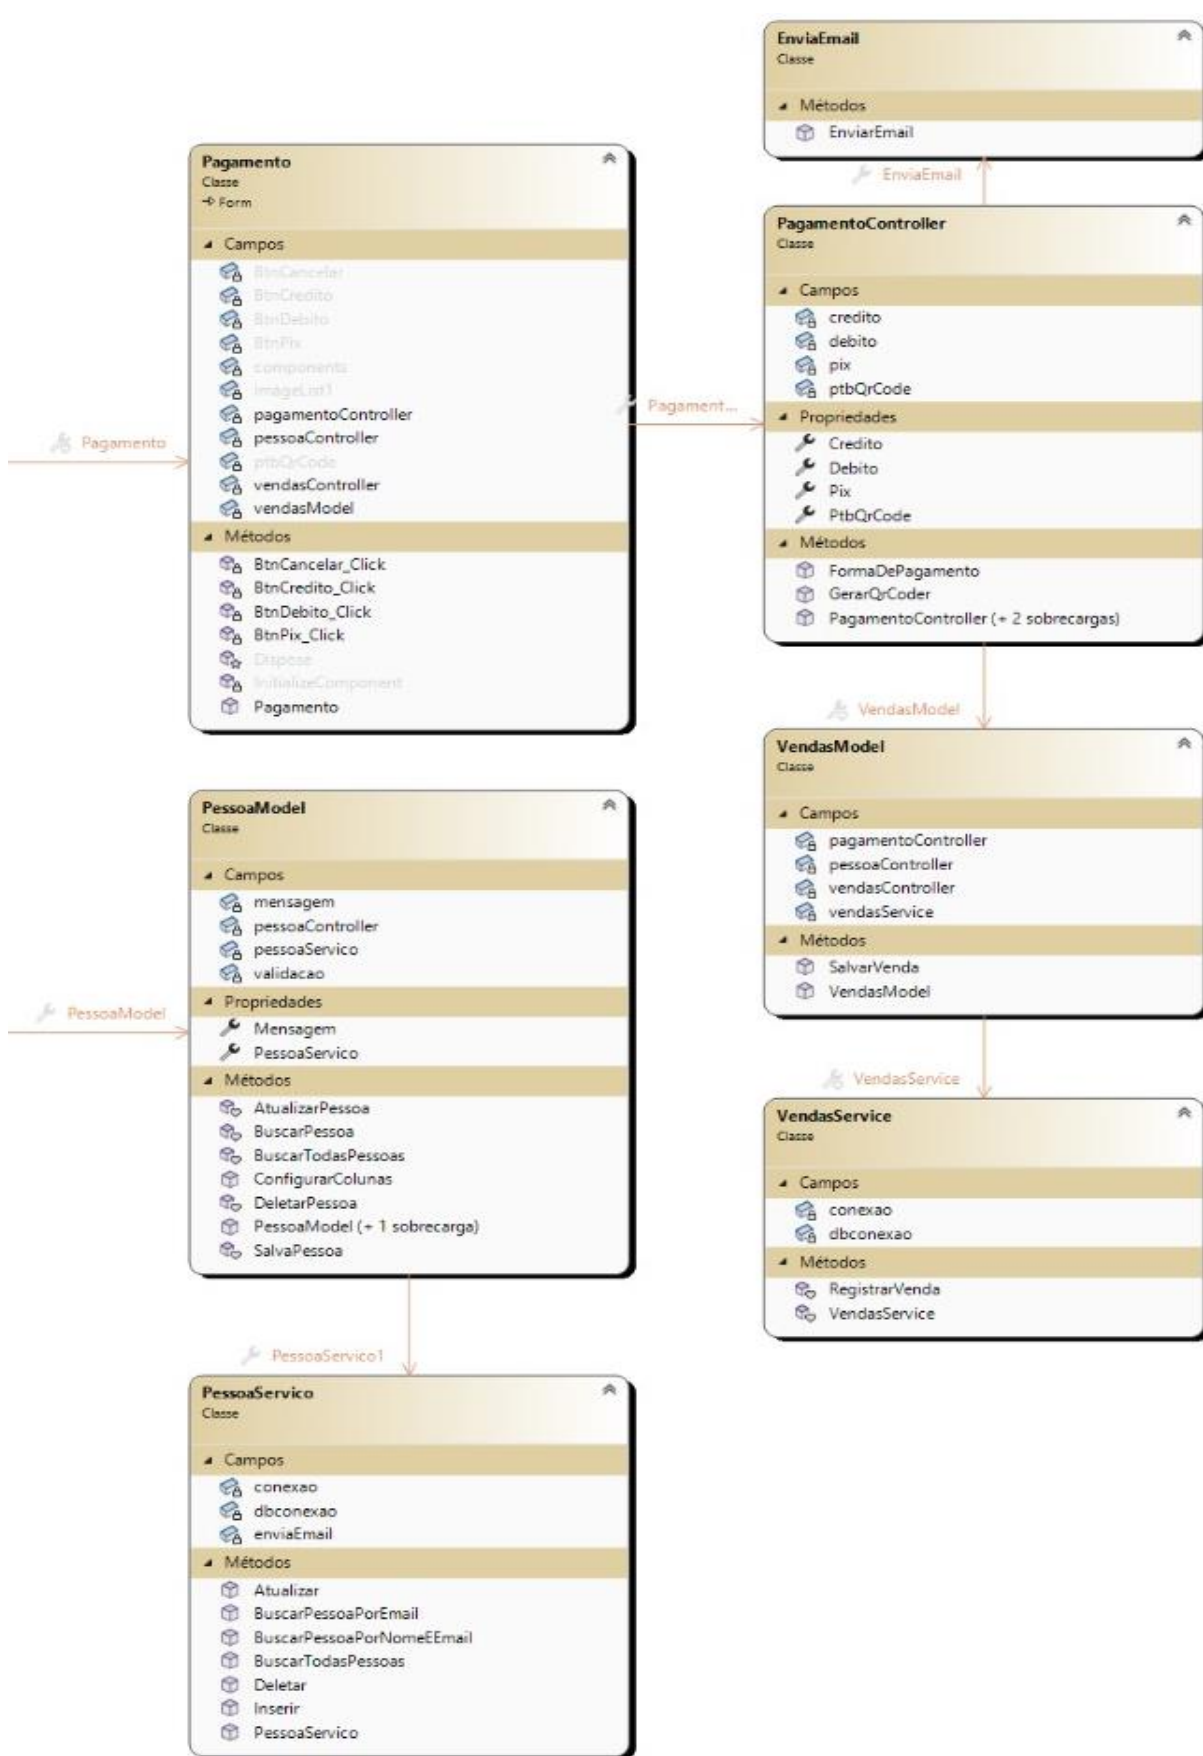 EnviaEmail
Classe
Métodos
EnviarEmail
EnviaEmail
Pagamento
Classe
Form
Campos
BtnCancelar
BtnCredito
BtnDebito
BtnPix
components
imageList1
pagamentoController
pessoaController
ptbQrCode
vendasController
vendasModel
Métodos
BtnCancelar_Click
BtnCredito_Click
BtnDebito_Click
BtnPix_Click
Dispose
InitializeComponent
Pagamento
Pagamento
Pagament...
PagamentoController
Classe
Campos
credito
debito
pix
ptbQrCode
Propriedades
Credito
Debito
Pix
PtbQrCode
Métodos
FormaDePagamento
GerarQrCoder
PagamentoController (+ 2 sobrecargas)
VendasModel
VendasModel
Classe
Campos
pagamentoController
pessoaController
vendasController
vendasService
Métodos
SalvarVenda
VendasModel
VendasService
VendasService
Classe
Campos
conexao
dbconexao
Métodos
RegistrarVenda
VendasService
PessoaModel
PessoaModel
Classe
Campos
mensagem
pessoaController
pessoaServico
validacao
Propriedades
Mensagem
PessoaServico
Métodos
AtualizarPessoa
BuscarPessoa
BuscarTodasPessoas
ConfigurarColunas
DeletarPessoa
PessoaModel (+ 1 sobrecarga)
SalvaPessoa
PessoaServico1
PessoaServico
Classe
Campos
conexao
dbconexao
enviaEmail
Métodos
Atualizar
BuscarPessoaPorEmail
BuscarPessoaPorNomeEEmail
BuscarTodasPessoas
Deletar
Inserir
PessoaServico